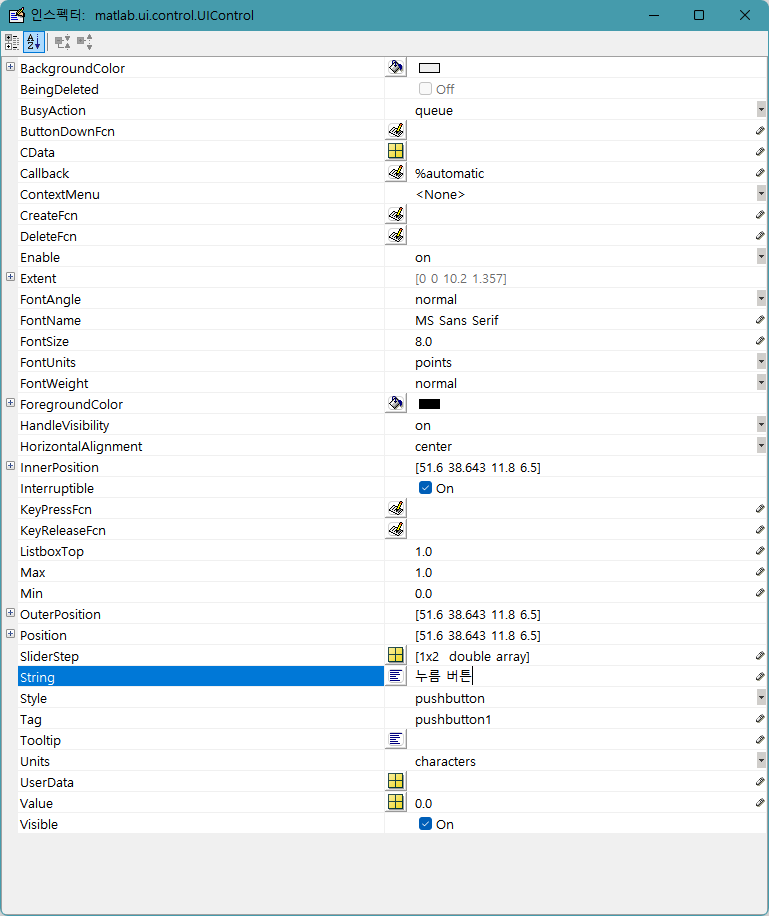 인스펙터: matlab.ui.control.UIControl
BackgroundColor
BeingDeleted Off
BusyAction queue
ButtonDownFcn
CData
Callback %automatic
ContextMenu <None>
CreateFcn
DeleteFcn
Enable on
Extent [0 0 10.2 1.357]
FontAngle normal
FontName MS Sans Serif
FontSize 8.0
FontUnits points
FontWeight normal
ForegroundColor
HandleVisibility on
HorizontalAlignment center
InnerPosition [51.6 38.643 11.8 6.5]
Interruptible On
KeyPressFcn
KeyReleaseFcn
ListboxTop 1.0
Max 1.0
Min 0.0
OuterPosition [51.6 38.643 11.8 6.5]
Position [51.6 38.643 11.8 6.5]
SliderStep [1x2 double array]
String 누름 버튼
Style pushbutton
Tag pushbutton1
Tooltip
Units characters
UserData
Value 0.0
Visible On